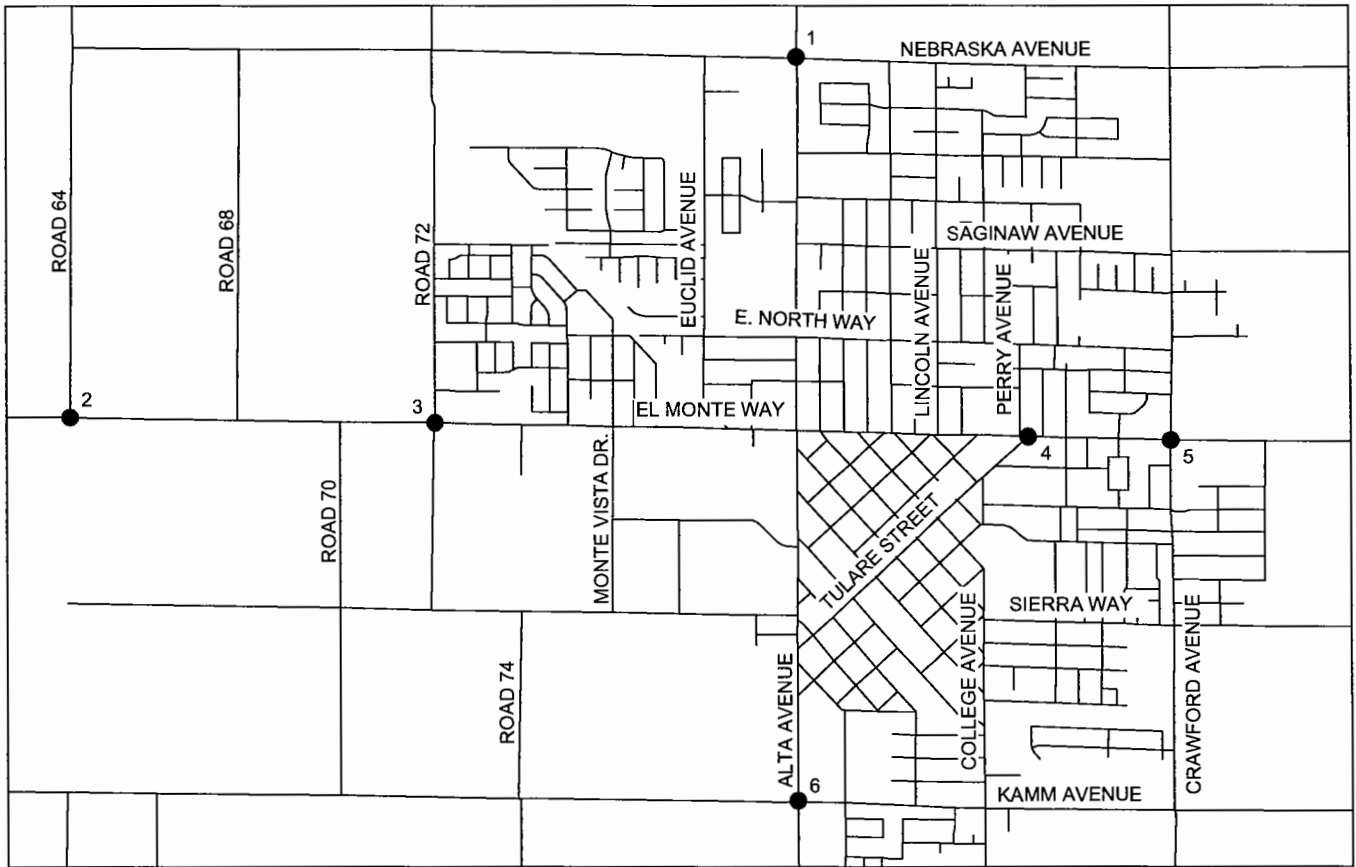 1
NEBRASKA AVENUE
ROAD 64
ROAD 68
ROAD 72
EUCLID AVENUE
SAGINAW AVENUE
LINCOLN AVENUE
PERRY AVENUE
E. NORTH WAY
2
3
EL MONTE WAY
4
5
ROAD 70
MONTE VISTA DR.
TULARE STREET
SIERRA WAY
COLLEGE AVENUE
CRAWFORD AVENUE
ROAD 74
ALTA AVENUE
6
KAMM AVENUE